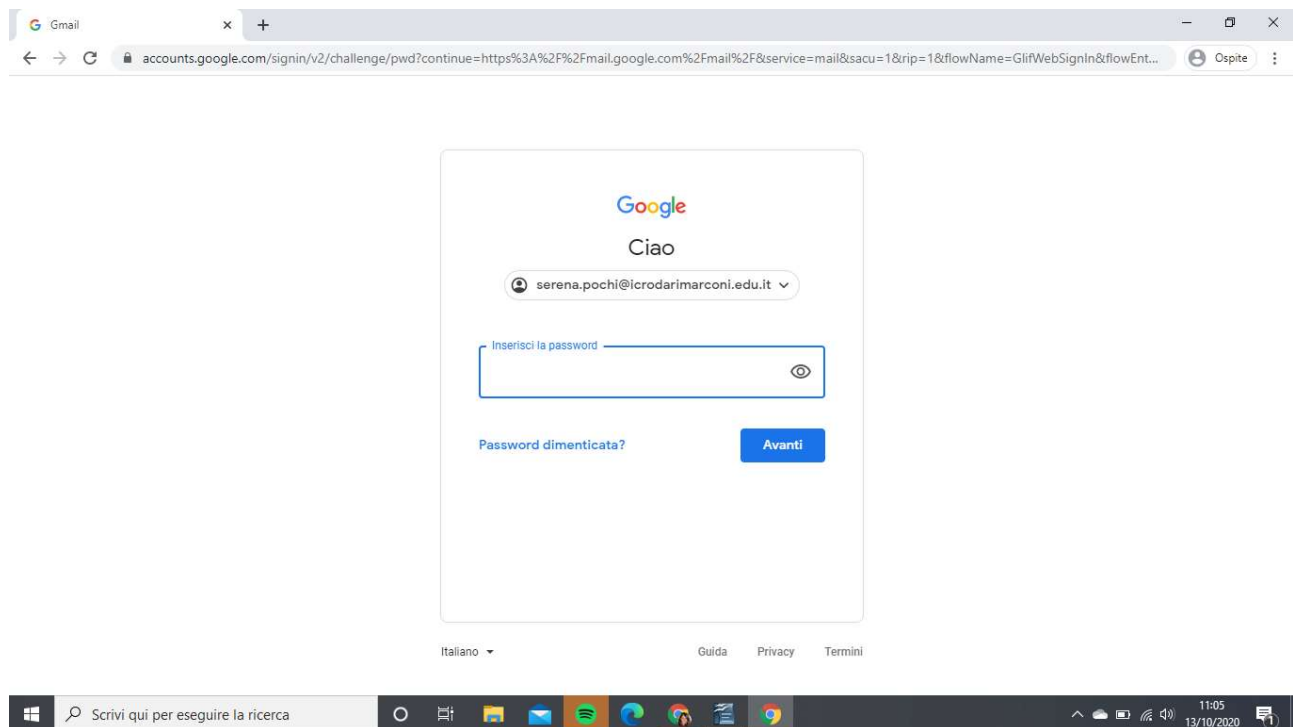 Gmail
accounts.google.com/signin/v2/challenge/pwd?continue=https%3A%2F%2Fmail.google.com%2Fmail%2F&service=mail&sacu=1&rip=1&flowName=GlifWebSignIn&flowEnt...
Ospite
Google
Ciao
serena.pochi@icrodarimarconi.edu.it
Inserisci la password
Password dimenticata?
Avanti
Italiano
Guida
Privacy
Termini
Scrivi qui per eseguire la ricerca
11:05
13/10/2020
1